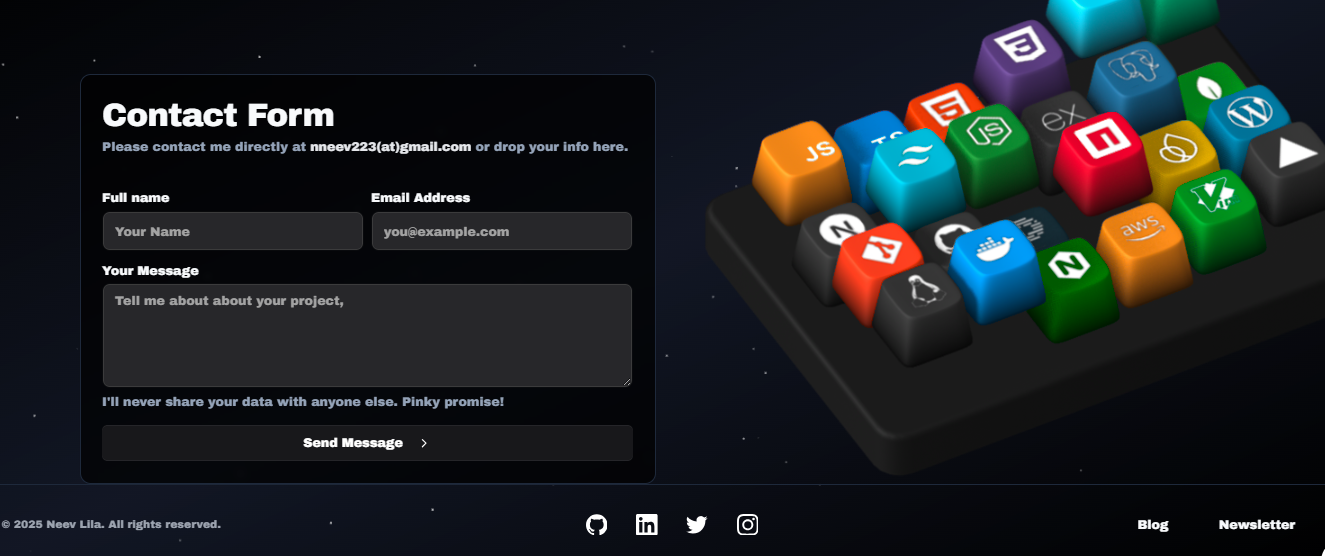 Contact Form
Please contact me directly at nneev223(at)gmail.com or drop your info here.
Full name
Email Address
Your Name
you@example.com
Your Message
Tell me about about your project,
I'll never share your data with anyone else. Pinky promise!
Send Message
JS
TS
ex
JS
aws
© 2025 Neev Lila. All rights reserved.
in
Blog
Newsletter